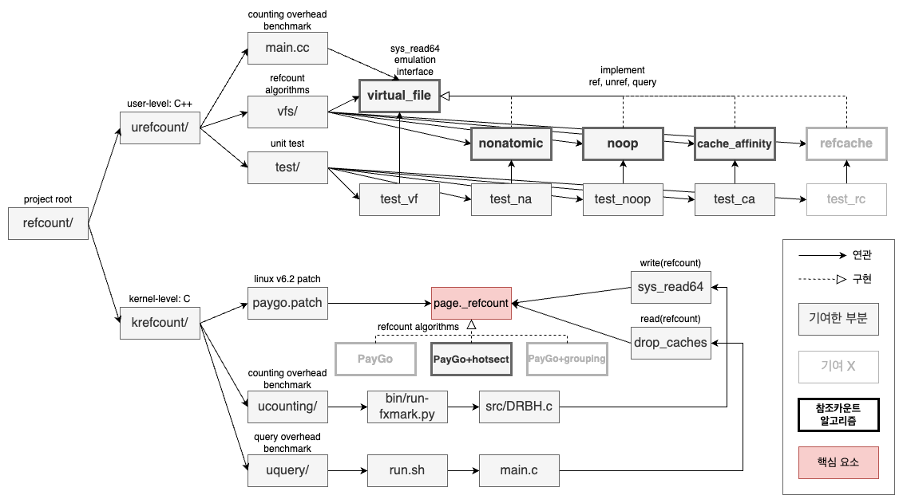 counting overhead
benchmark
main.cc
sys_read64
emulation
interface
implement
ref, unref, query
refcount
algorithms
virtual_file
user-level: C++
vfs/
urefcount/
unit test
nonatomic
noop
cache_affinity
refcache
test/
project root
test_vf
test_na
test_noop
test_ca
test_rc
refcount/
linux v6.2 patch
write(refcount)
kernel-level: C
paygo.patch
page._refcount
sys_read64
krefcount/
refcount algorithms
read(refcount)
drop_caches
PayGo
PayGo+hotsect
PayGo+grouping
counting overhead
benchmark
ucounting/
bin/run-
fxmark.py
src/DRBH.c
query overhead
benchmark
uquery/
run.sh
main.c
연관
구현
기여한 부분
기여 X
참조카운트
알고리즘
핵심 요소